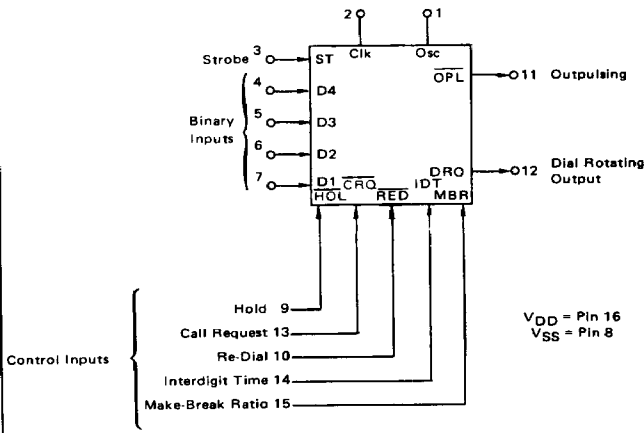 2 1
Strobe 3 ST Clk Osc
4 D4 OPL 11 Outpulsing
5 D3
Binary
Inputs
6 D2
7 D1 CRQ IDT DRO 12 Dial Rotating
Output
HOL RED MBR
Hold 9
Call Request 13
Re-Dial 10
Interdigit Time 14
Make-Break Ratio 15
Control Inputs
VDD = Pin 16
VSS = Pin 8